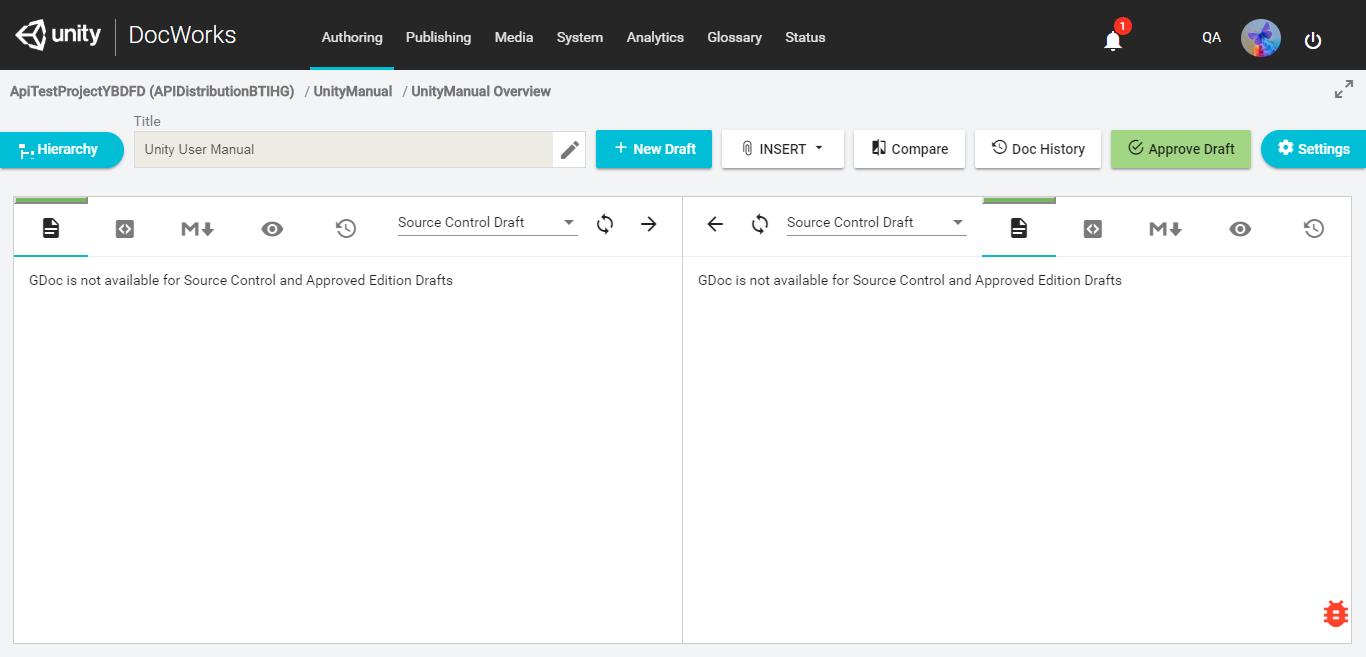 unity DocWorks Authoring Publishing Media System Analytics Glossary Status 1 QA
ApiTestProjectYBDFD (APIDistributionBTIHG) / UnityManual / UnityManual Overview
Title
Hierarchy Unity User Manual + New Draft INSERT Compare Doc History Approve Draft Settings
M Source Control Draft Source Control Draft M
GDoc is not available for Source Control and Approved Edition Drafts GDoc is not available for Source Control and Approved Edition Drafts